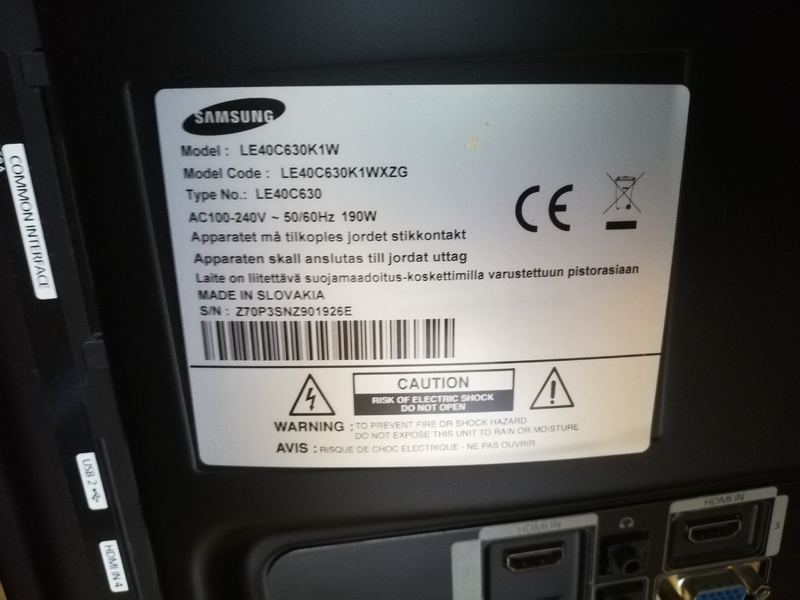 SAMSUNG
Model : LE40C630K1W
Model Code : LE40C630K1WXZG
Type No.: LE40C630
AC100-240V ~ 50/60Hz 190W
Apparatet må tilkoples jordet stikkontakt
Apparaten skall anslutas till jordat uttag
Laite on liitettävä suojamaadoitus-koskettimilla varustettuun pistorasiaan
MADE IN SLOVAKIA
S/N : Z70P3SNZ901926E
CE
CAUTION
RISK OF ELECTRIC SHOCK
DO NOT OPEN
WARNING : TO PREVENT FIRE OR SHOCK HAZARD
DO NOT EXPOSE THIS UNIT TO RAIN OR MOISTURE
AVIS : RISQUE DE CHOC ELECTRIQUE - NE PAS OUVRIR
COMMON INTERFACE
USB 2
HDMI IN 4
HDMI IN
HDMI IN
3